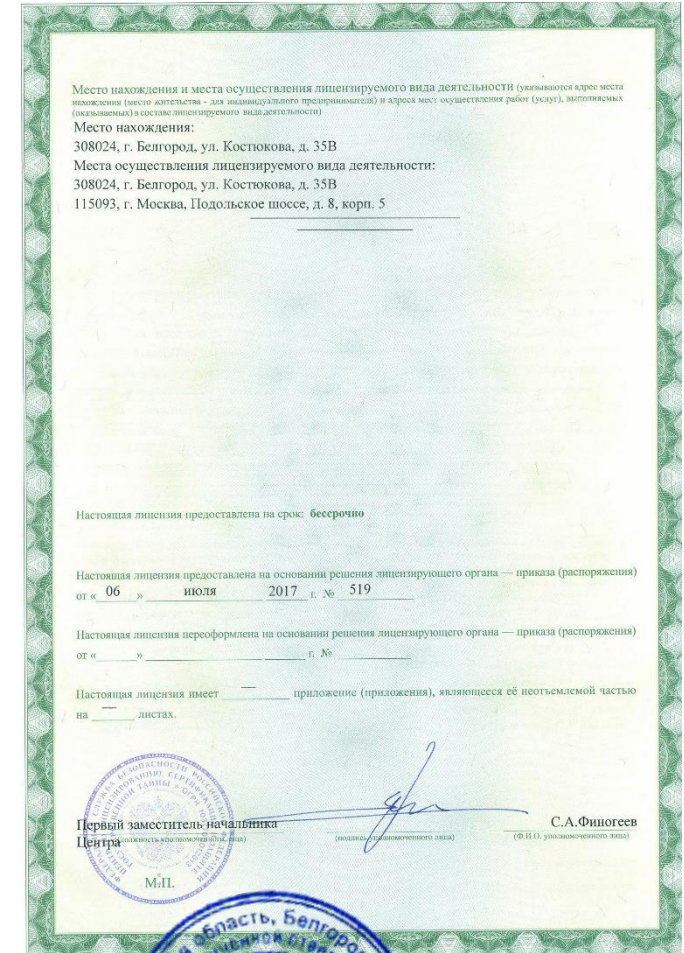 Место нахождения и места осуществления лицензируемого вида деятельности (указываются адрес места
нахождения (место жительства - для индивидуального предпринимателя) и адреса мест осуществления работ (услуг), выполняемых
(оказываемых) в составе лицензируемого вида деятельности)
Место нахождения:
308024, г. Белгород, ул. Костюкова, д. 35В
Места осуществления лицензируемого вида деятельности:
308024, г. Белгород, ул. Костюкова, д. 35В
115093, г. Москва, Подольское шоссе, д. 8, корп. 5
Настоящая лицензия предоставлена на срок: бессрочно
Настоящая лицензия предоставлена на основании решения лицензирующего органа — приказа (распоряжения)
от « 06 » июля 2017 г. № 519
Настоящая лицензия переоформлена на основании решения лицензирующего органа — приказа (распоряжения)
от « » г. №
Настоящая лицензия имеет — приложение (приложения), являющееся её неотъемлемой частью
на — листах.
Первый заместитель начальника
Центра
(подпись уполномоченного лица)
С.А.Финогеев
(Ф.И.О. уполномоченного лица)
М.П.
область, Белгоро